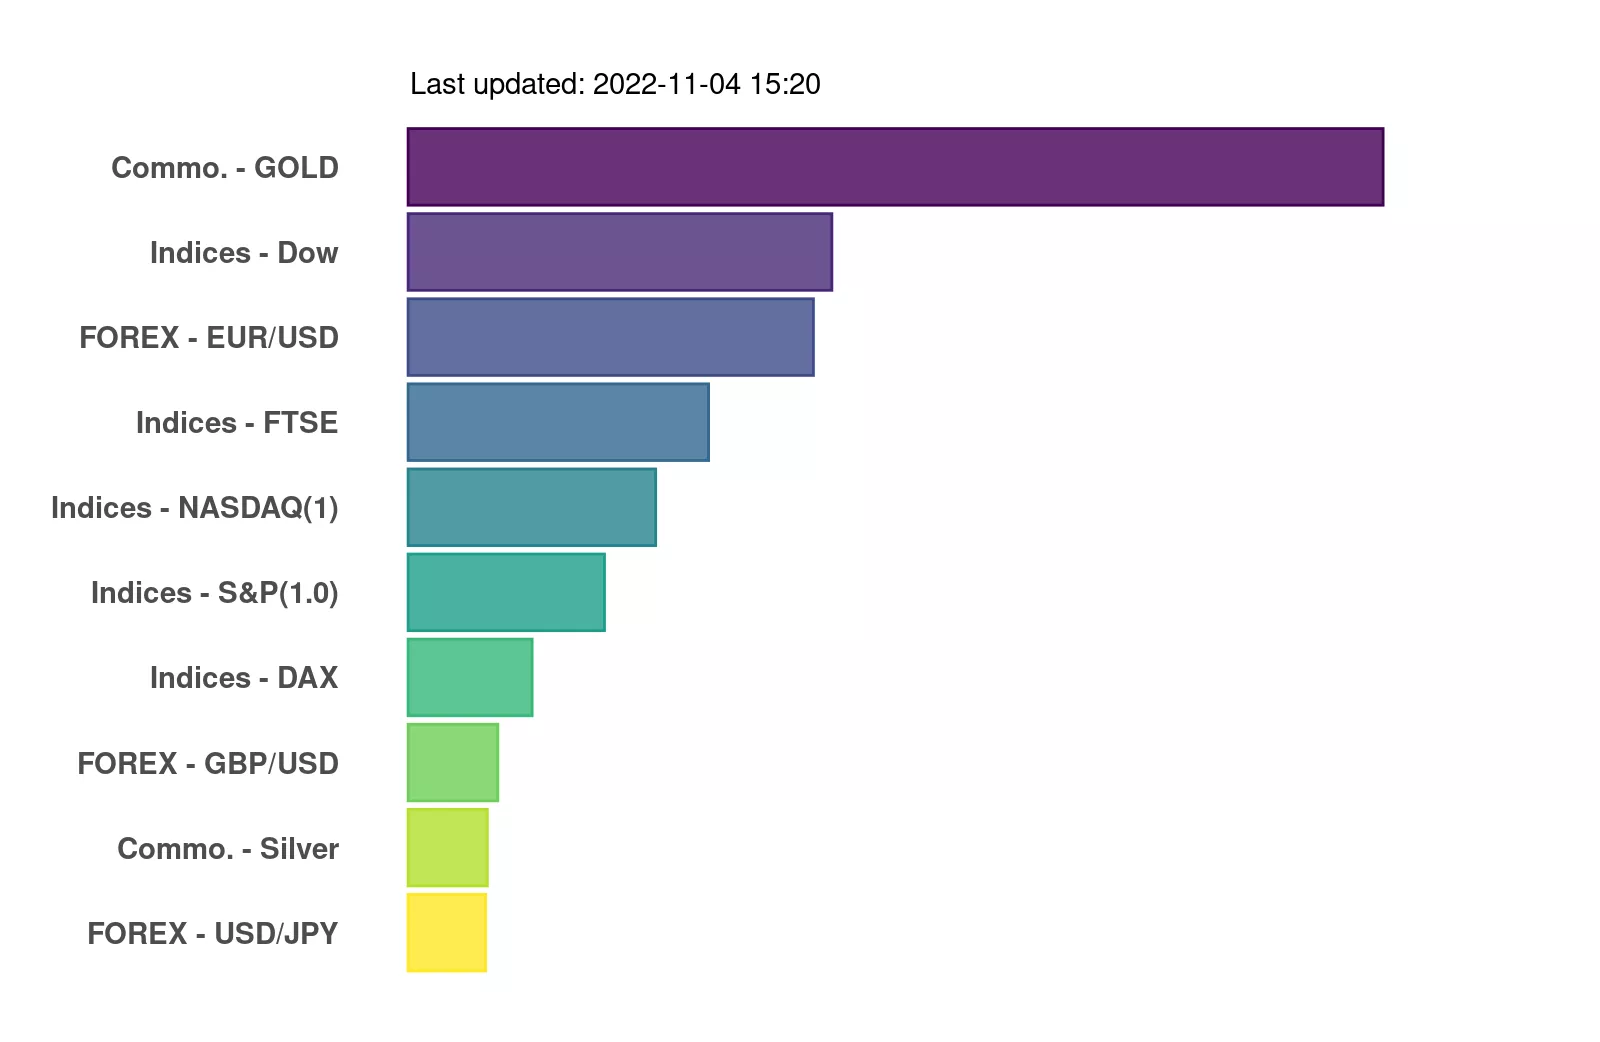 Last updated: 2022-11-04 15:20
Commo. - GOLD
Indices - Dow
FOREX - EUR/USD
Indices - FTSE
Indices - NASDAQ(1)
Indices - S&P(1.0)
Indices - DAX
FOREX - GBP/USD
Commo. - Silver
FOREX - USD/JPY